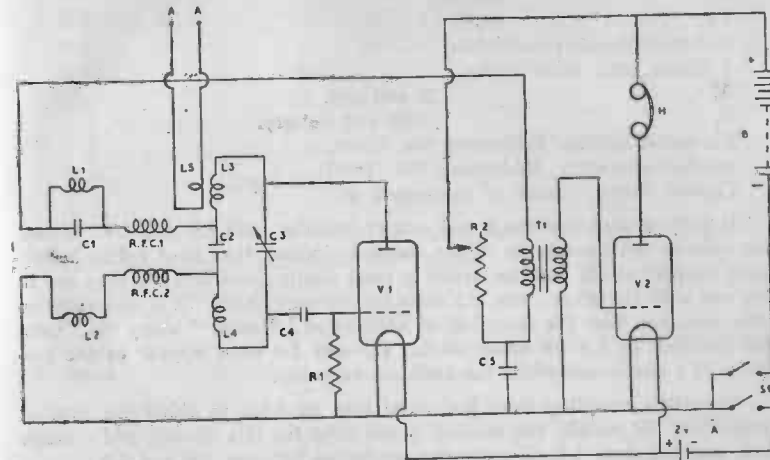 A A
+
H
B
-
L1
L5
L3
R2
T1
C1
R.F.C.1
C2
C3
V1
V2
R.F.C.2
L4
C4
L2
R1
C5
S1
A
2v
+ -